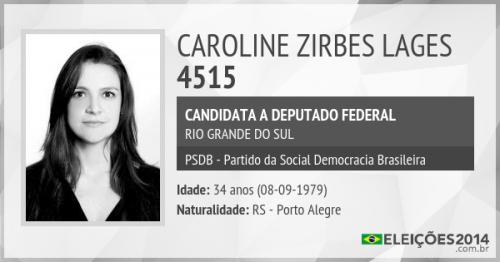 CAROLINE ZIRBES LAGES
4515
CANDIDATA A DEPUTADO FEDERAL
RIO GRANDE DO SUL
PSDB - Partido da Social Democracia Brasileira
Idade: 34 anos (08-09-1979)
Naturalidade: RS - Porto Alegre
ELEIÇÕES2014
.com.br